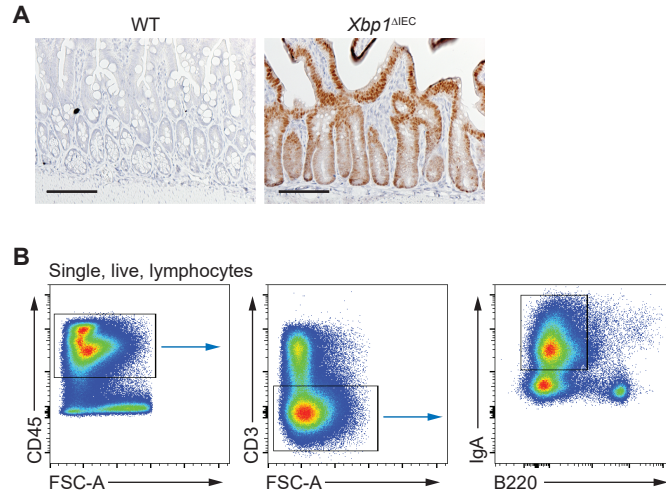 A
WT
Xbp1ΔIEC
B
Single, live, lymphocytes
CD45
FSC-A
CD3
FSC-A
IgA
B220